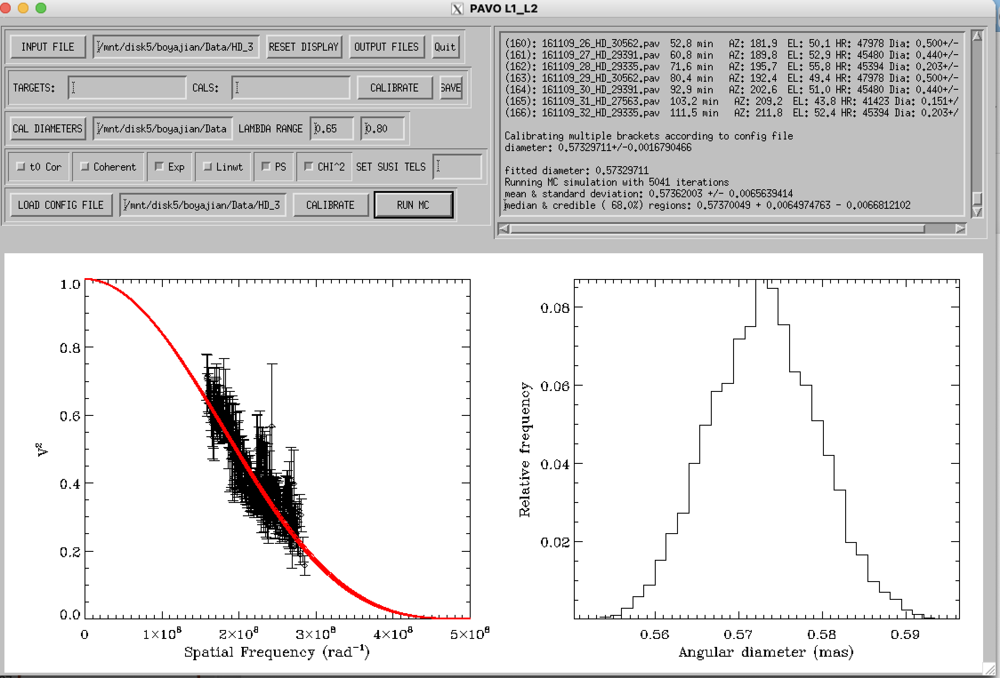 PAVO L1_L2
INPUT FILE /mnt/disk5/boyajian/Data/HD_3 RESET DISPLAY OUTPUT FILES Quit
TARGETS: CALS: CALIBRATE SAVE
CAL DIAMETERS /mnt/disk5/boyajian/Data LAMBDA RANGE 0.65 0.80
t0 Cor Coherent Exp Linwt PS CHI^2 SET SUSI TELS
LOAD CONFIG FILE /mnt/disk5/boyajian/Data/HD_3 CALIBRATE RUN MC
(160): 161109_26_HD_30562.pav 52.8 min AZ: 181.9 EL: 50.1 HR: 47978 Dia: 0.500+/-
(161): 161109_27_HD_29391.pav 60.8 min AZ: 189.8 EL: 52.9 HR: 45480 Dia: 0.440+/-
(162): 161109_28_HD_29335.pav 71.6 min AZ: 195.7 EL: 55.8 HR: 45394 Dia: 0.203+/-
(163): 161109_29_HD_30562.pav 80.4 min AZ: 192.4 EL: 49.4 HR: 47978 Dia: 0.500+/-
(164): 161109_30_HD_29391.pav 92.9 min AZ: 202.6 EL: 51.0 HR: 45480 Dia: 0.440+/-
(165): 161109_31_HD_27563.pav 103.2 min AZ: 209.2 EL: 43.8 HR: 41423 Dia: 0.151+/
(166): 161109_32_HD_29335.pav 111.5 min AZ: 211.8 EL: 52.4 HR: 45394 Dia: 0.203+/
Calibrating multiple brackets according to config file
diameter: 0.57329711+/-0.0016790466
fitted diameter: 0.57329711
Running MC simulation with 5041 iterations
mean & standard deviation: 0.57362003 +/- 0.0065639414
median & credible ( 68.0%) regions: 0.57370049 + 0.0064974763 - 0.0066812102
1.0
0.8
0.6
0.4
0.2
0.0
V²
0 1×10⁸ 2×10⁸ 3×10⁸ 4×10⁸ 5×10⁸
Spatial Frequency (rad⁻¹)
0.08
0.06
0.04
0.02
Relative frequency
0.56 0.57 0.58 0.59
Angular diameter (mas)